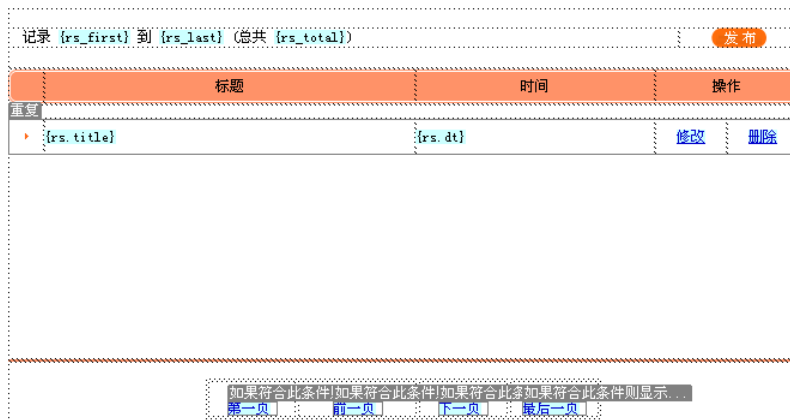 记录 {rs_first} 到 {rs_last} (总共 {rs_total}) 发布
标题 时间 操作
重复
{rs.title} {rs.dt} 修改 删除
如果符合此条件!如果符合此条件!如果符合此条如果符合此条件则显示...
第一页 前一页 下一页 最后一页